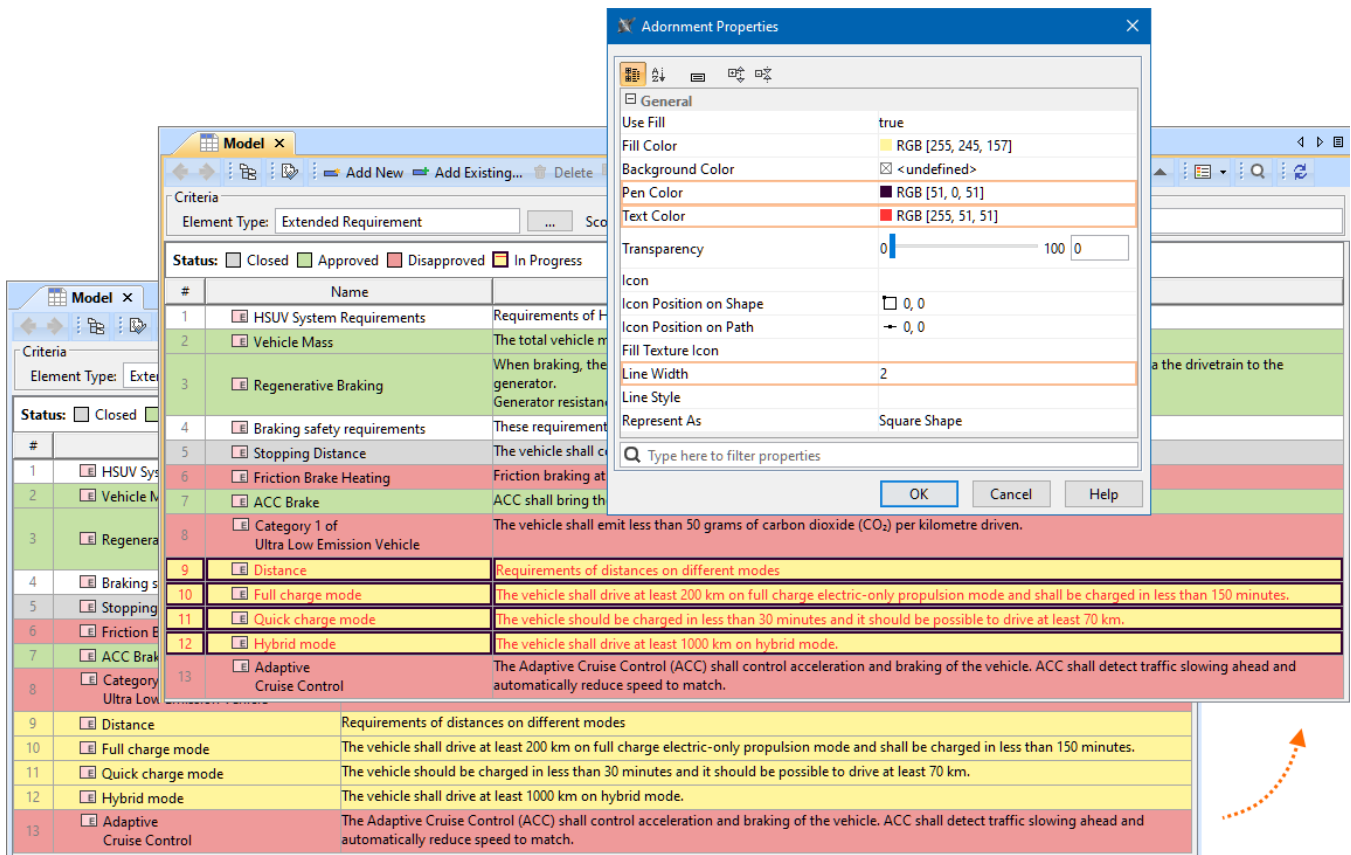 Adornment Properties
General
Use Fill true
Fill Color RGB [255, 245, 157]
Background Color <undefined>
Pen Color RGB [51, 0, 51]
Text Color RGB [255, 51, 51]
Transparency 0 100 0
Icon
Icon Position on Shape 0, 0
Icon Position on Path 0, 0
Fill Texture Icon
Line Width 2
Line Style
Represent As Square Shape
Type here to filter properties
OK Cancel Help
Model
Add New Add Existing... Delete
Criteria
Element Type: Extended Requirement ... Sco
Status: Closed Approved Disapproved In Progress
# Name
1 E HSUV System Requirements Requirements of H
2 E Vehicle Mass The total vehicle m
3 E Regenerative Braking When braking, the a the drivetrain to the
generator.
Generator resistan
4 E Braking safety requirements These requirement
5 E Stopping Distance The vehicle shall c
6 E Friction Brake Heating Friction braking at
7 E ACC Brake ACC shall bring th
8 E Category 1 of
Ultra Low Emission Vehicle The vehicle shall emit less than 50 grams of carbon dioxide (CO₂) per kilometre driven.
9 E Distance Requirements of distances on different modes
10 E Full charge mode The vehicle shall drive at least 200 km on full charge electric-only propulsion mode and shall be charged in less than 150 minutes.
11 E Quick charge mode The vehicle should be charged in less than 30 minutes and it should be possible to drive at least 70 km.
12 E Hybrid mode The vehicle shall drive at least 1000 km on hybrid mode.
13 E Adaptive
Cruise Control The Adaptive Cruise Control (ACC) shall control acceleration and braking of the vehicle. ACC shall detect traffic slowing ahead and
automatically reduce speed to match.
Model
Criteria
Element Type: Exte
Status: Closed
#
1 E HSUV Sys
2 E Vehicle M
3 E Regenera
4 E Braking s
5 E Stopping
6 E Friction B
7 E ACC Brak
8 E Category
Ultra Low Emission Vehicle
9 E Distance Requirements of distances on different modes
10 E Full charge mode The vehicle shall drive at least 200 km on full charge electric-only propulsion mode and shall be charged in less than 150 minutes.
11 E Quick charge mode The vehicle should be charged in less than 30 minutes and it should be possible to drive at least 70 km.
12 E Hybrid mode The vehicle shall drive at least 1000 km on hybrid mode.
13 E Adaptive
Cruise Control The Adaptive Cruise Control (ACC) shall control acceleration and braking of the vehicle. ACC shall detect traffic slowing ahead and
automatically reduce speed to match.